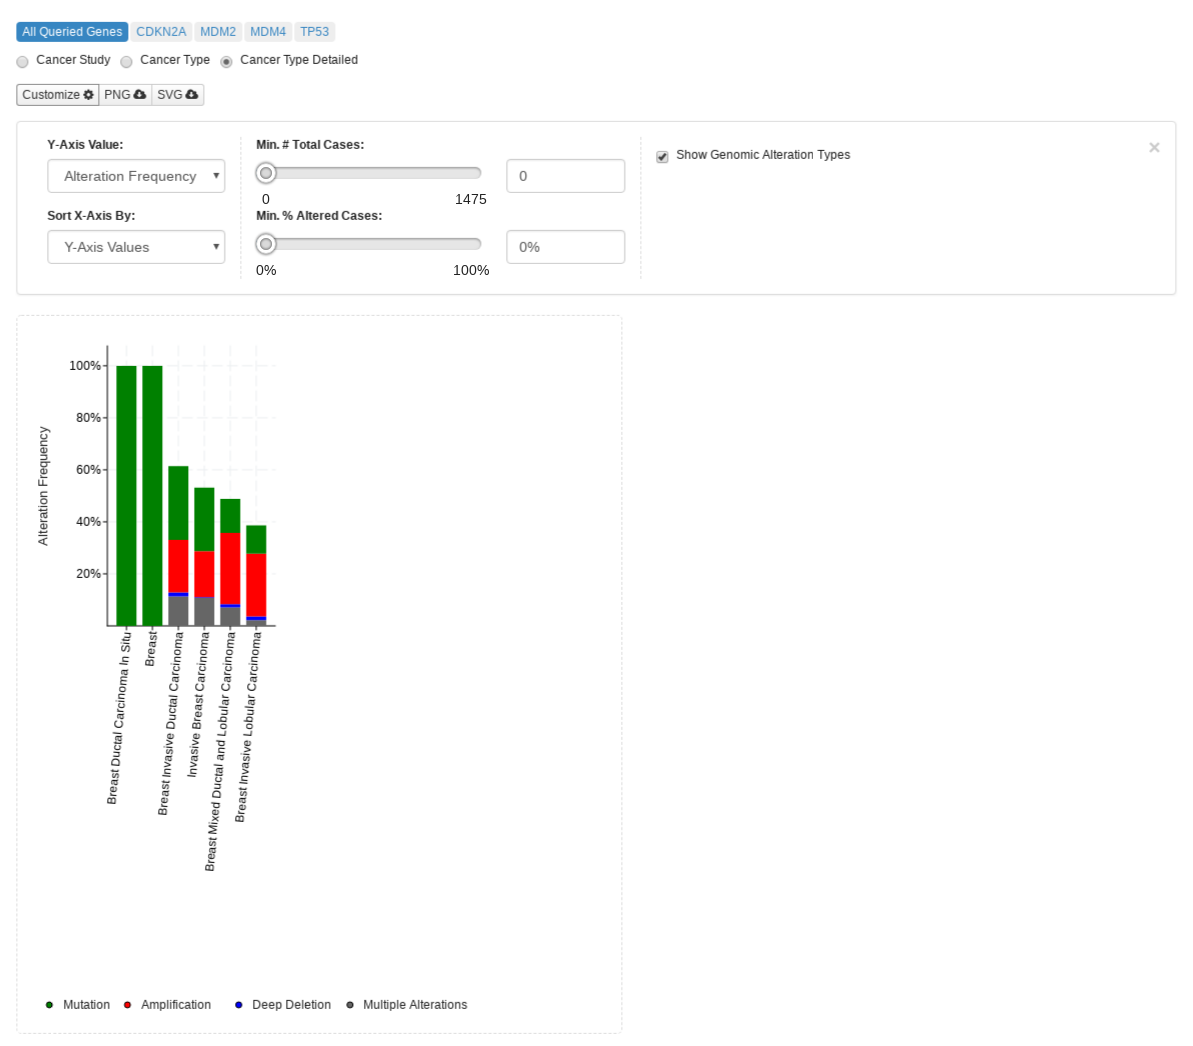 All Queried Genes CDKN2A MDM2 MDM4 TP53
Cancer Study Cancer Type Cancer Type Detailed
Customize PNG SVG
Y-Axis Value:
Alteration Frequency
Sort X-Axis By:
Y-Axis Values
Min. # Total Cases:
0
0 1475
Min. % Altered Cases:
0%
0% 100%
Show Genomic Alteration Types
×
Alteration Frequency
100%
80%
60%
40%
20%
Breast Ductal Carcinoma In Situ
Breast
Breast Invasive Ductal Carcinoma
Invasive Breast Carcinoma
Breast Mixed Ductal and Lobular Carcinoma
Breast Invasive Lobular Carcinoma
Mutation Amplification Deep Deletion Multiple Alterations